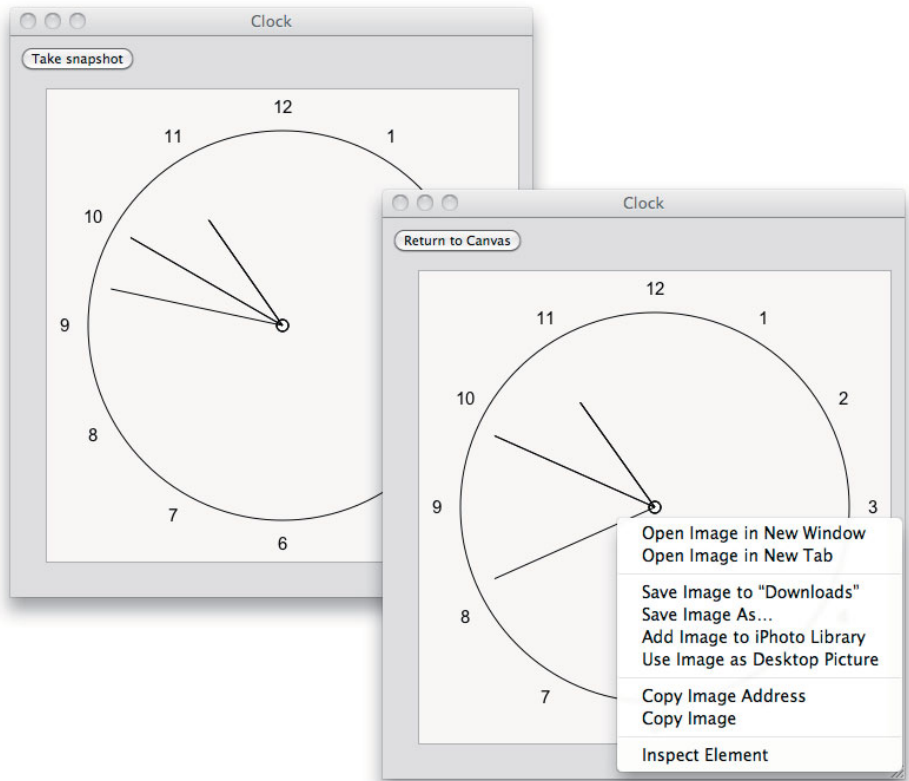 Clock
Take snapshot
12
11
1
10
9
8
7
6
Clock
Return to Canvas
12
11
1
10
2
9
3
8
7
Open Image in New Window
Open Image in New Tab
Save Image to “Downloads”
Save Image As...
Add Image to iPhoto Library
Use Image as Desktop Picture
Copy Image Address
Copy Image
Inspect Element